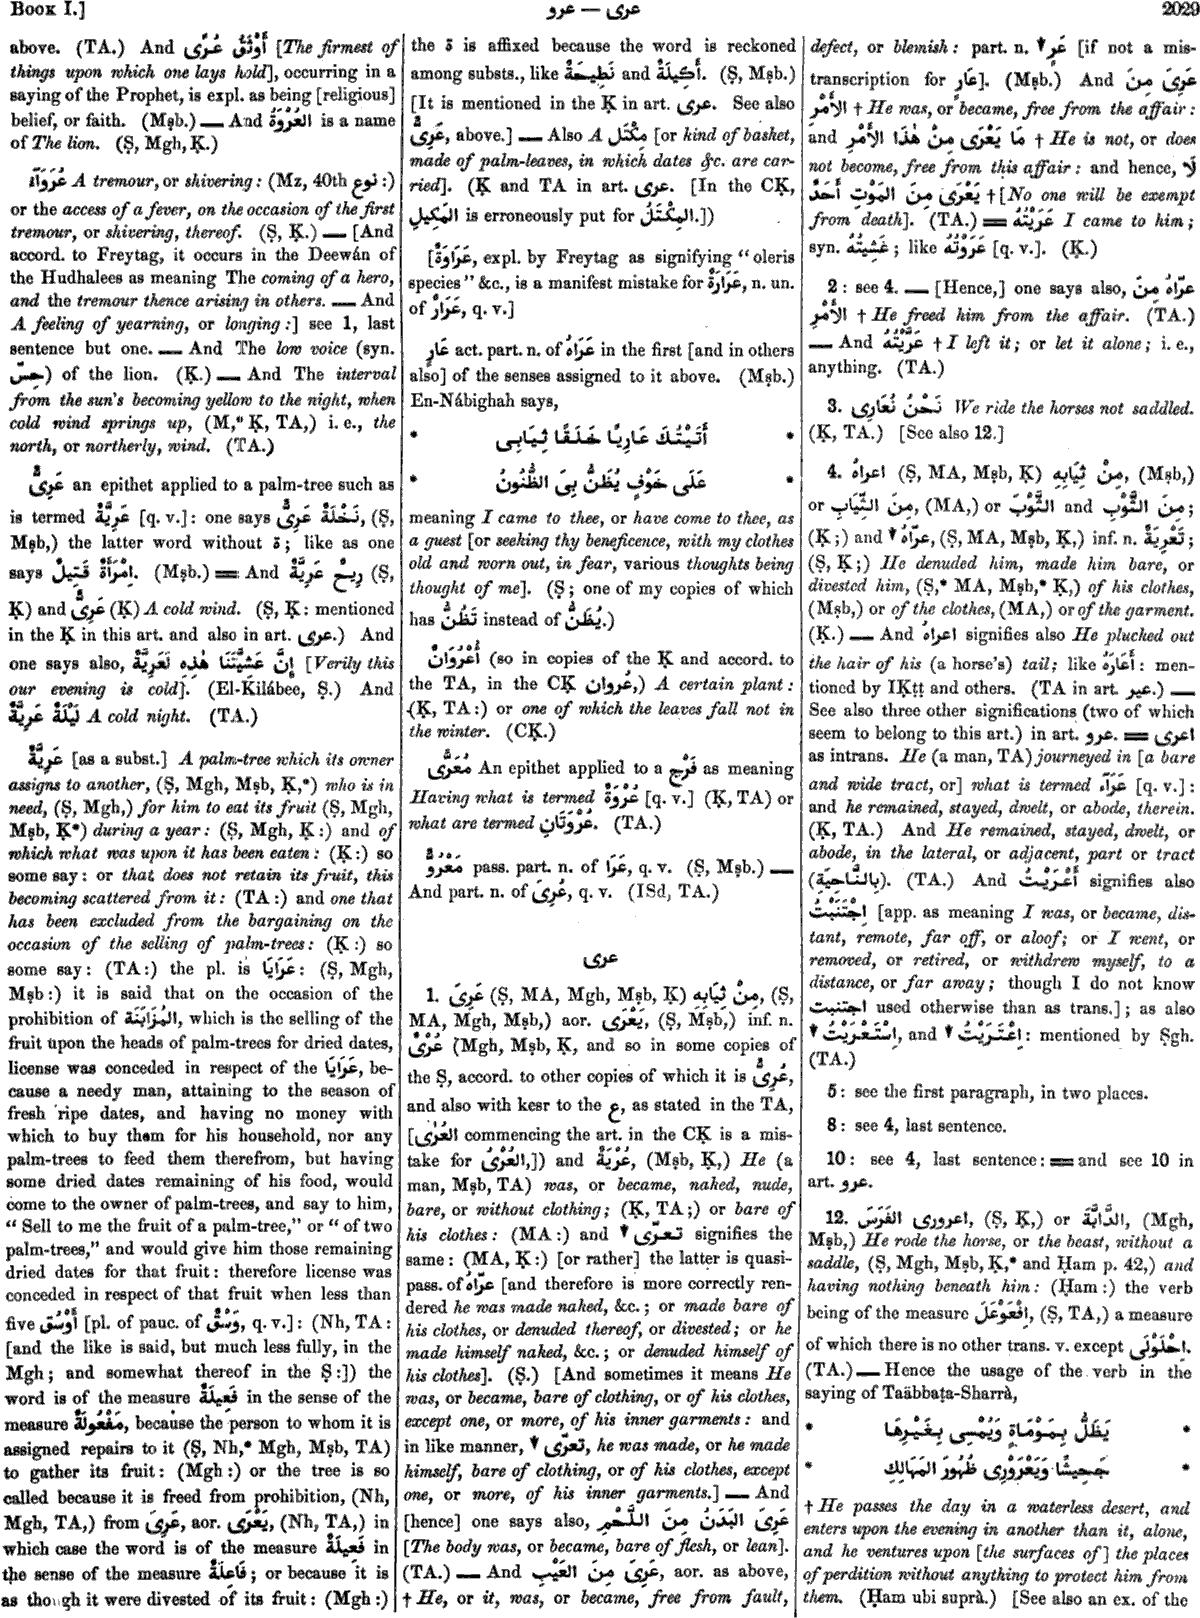 Book I.]
عرى — عرو
2029
above. (TA.) And أَوْثَقُ عُرًى [The firmest of
things upon which one lays hold], occurring in a
saying of the Prophet, is expl. as being [religious]
belief, or faith. (Mṣb.) — And العُرْوَةُ is a name
of The lion. (Ṣ, Mgh, Ḳ.)
عُرَوَآءُ A tremour, or shivering: (Mz, 40th نوع:)
or the access of a fever, on the occasion of the first
tremour, or shivering, thereof. (Ṣ, Ḳ.) — [And
accord. to Freytag, it occurs in the Deewán of
the Hudhalees as meaning The coming of a hero,
and the tremour thence arising in others. — And
A feeling of yearning, or longing:] see 1, last
sentence but one. — And The low voice (syn.
حِسّ) of the lion. (Ḳ.) — And The interval
from the sun's becoming yellow to the night, when
cold wind springs up, (M,* Ḳ, TA,) i. e., the
north, or northerly, wind. (TA.)
عَرِىٌّ an epithet applied to a palm-tree such as
is termed عَرِيَّةٌ [q. v.]: one says نَخْلَةٌ عَرِىٌّ, (Ṣ,
Mṣb,) the latter word without ة; like as one
says اِمْرَأَةٌ قَتِيلٌ. (Mṣb.) = And رِيحٌ عَرِيَّةٌ (Ṣ,
Ḳ) and عَرِىٌّ (Ḳ) A cold wind. (Ṣ, Ḳ: mentioned
in the Ḳ in this art. and also in art. عرى.) And
one says also, إِنَّ عَشِيَّتَنَا هٰذِهِ لَعَرِيَّةٌ [Verily this
our evening is cold]. (El-Kilábee, Ṣ.) And
لَيْلَةٌ عَرِيَّةٌ A cold night. (TA.)
عَرِيَّةٌ [as a subst.] A palm-tree which its owner
assigns to another, (Ṣ, Mgh, Mṣb, Ḳ,*) who is in
need, (Ṣ, Mgh,) for him to eat its fruit (Ṣ, Mgh,
Mṣb, Ḳ*) during a year: (Ṣ, Mgh, Ḳ:) and of
which what was upon it has been eaten: (Ḳ:) so
some say: or that does not retain its fruit, this
becoming scattered from it: (TA:) and one that
has been excluded from the bargaining on the
occasion of the selling of palm-trees: (Ḳ:) so
some say: (TA:) the pl. is عَرَايَا: (Ṣ, Mgh,
Mṣb:) it is said that on the occasion of the
prohibition of المُزَابَنَة, which is the selling of the
fruit upon the heads of palm-trees for dried dates,
license was conceded in respect of the عَرَايَا, be-
cause a needy man, attaining to the season of
fresh ripe dates, and having no money with
which to buy them for his household, nor any
palm-trees to feed them therefrom, but having
some dried dates remaining of his food, would
come to the owner of palm-trees, and say to him,
“Sell to me the fruit of a palm-tree,” or “of two
palm-trees,” and would give him those remaining
dried dates for that fruit: therefore license was
conceded in respect of that fruit when less than
five أَوْسُق [pl. of pauc. of وَسْقٌ, q. v.]: (Nh, TA:
[and the like is said, but much less fully, in the
Mgh; and somewhat thereof in the Ṣ:]) the
word is of the measure فَعِيلَةٌ in the sense of the
measure مَفْعُولَةٌ, because the person to whom it is
assigned repairs to it (Ṣ, Nh,* Mgh, Mṣb, TA)
to gather its fruit: (Mgh:) or the tree is so
called because it is freed from prohibition, (Nh,
Mgh, TA,) from عَرِىَ, aor. يَعْرَى, (Nh, TA,) in
which case the word is of the measure فَعِيلَةٌ in
the sense of the measure فَاعِلَةٌ; or because it is
as though it were divested of its fruit: (Mgh:)
the ة is affixed because the word is reckoned
among substs., like نَطِيحَةٌ and أَكِيلَةٌ. (Ṣ, Mṣb.)
[It is mentioned in the Ḳ in art. عرى. See also
عَرِىٌّ, above.] — Also A مِكْتَل [or kind of basket,
made of palm-leaves, in which dates &c. are car-
ried]. (Ḳ and TA in art. عرى. [In the CḲ,
المَكِيل is erroneously put for المِكْتَلُ.])
[عَرَاوَةٌ, expl. by Freytag as signifying “oleris
species” &c., is a manifest mistake for عَرَارَةٌ, n. un.
of عَرَارٌ, q. v.]
عَارٍ act. part. n. of عَرَاهُ in the first [and in others
also] of the senses assigned to it above. (Mṣb.)
En-Nábighah says,
* أَتَيْتُكَ عَارِيًا خَلَقًا ثِيَابِى *
* عَلَى خَوْفٍ يُظَنُّ بِىَ الظُّنُونُ *
meaning I came to thee, or have come to thee, as
a guest [or seeking thy beneficence, with my clothes
old and worn out, in fear, various thoughts being
thought of me]. (Ṣ; one of my copies of which
has تَظُنُّ instead of يُظَنُّ.)
أُعْرُوَانٌ (so in copies of the Ḳ and accord. to
the TA, in the CḲ عُروان,) A certain plant:
(Ḳ, TA:) or one of which the leaves fall not in
the winter. (CḲ.)
مُعَرًّى An epithet applied to a فَرْج as meaning
Having what is termed عُرْوَةٌ [q. v.] (Ḳ, TA) or
what are termed عُرْوَتَانِ. (TA.)
مَعْرُوٌّ pass. part. n. of عَرَا, q. v. (Ṣ, Mṣb.) —
And part. n. of عُرِىَ, q. v. (ISd, TA.)
عرى
1. عَرِىَ (Ṣ, MA, Mgh, Mṣb, Ḳ) مِنْ ثِيَابِهِ, (Ṣ,
MA, Mgh, Mṣb,) aor. يَعْرَى, (Ṣ, Mṣb,) inf. n.
عُرْىٌ (Mgh, Mṣb, Ḳ, and so in some copies of
the Ṣ, accord. to other copies of which it is عُرِىٌّ,
and also with kesr to the ع, as stated in the TA,
[العُرَى commencing the art. in the CḲ is a mis-
take for العُرْىُ,]) and عُرْيَةٌ, (Mṣb, Ḳ,) He (a
man, Mṣb, TA) was, or became, naked, nude,
bare, or without clothing; (Ḳ, TA;) or bare of
his clothes: (MA:) and ▼ تعرّى signifies the
same: (MA, Ḳ:) [or rather] the latter is quasi-
pass. of عرّاهُ [and therefore is more correctly ren-
dered he was made naked, &c.; or made bare of
his clothes, or denuded thereof, or divested; or he
made himself naked, &c.; or denuded himself of
his clothes]. (Ṣ.) [And sometimes it means He
was, or became, bare of clothing, or of his clothes,
except one, or more, of his inner garments: and
in like manner, ▼ تعرّى, he was made, or he made
himself, bare of clothing, or of his clothes, except
one, or more, of his inner garments.] — And
[hence] one says also, عَرِىَ البَدَنُ مِنَ اللَّحْمِ
[The body was, or became, bare of flesh, or lean].
(TA.) — And عَرِىَ مِنَ العَيْبِ, aor. as above,
† He, or it, was, or became, free from fault,
defect, or blemish: part. n. ▼ عَرٍ [if not a mis-
transcription for عَارٍ]. (Mṣb.) And عَرِىَ مِنَ
الأَمْرِ † He was, or became, free from the affair:
and مَا يَعْرَى مِنْ هٰذَا الأَمْرِ † He is not, or does
not become, free from this affair: and hence, لَا
يَعْرَى مِنَ المَوْتِ أَحَدٌ † [No one will be exempt
from death]. (TA.) = عَرَيْتُهُ I came to him;
syn. غَشِيتُهُ; like عَرَوْتُهُ [q. v.]. (Ḳ.)
2: see 4. — [Hence,] one says also, عَرّاهُ مِنَ
الأَمْرِ † He freed him from the affair. (TA.)
— And عَرَّيْتُهُ † I left it; or let it alone; i. e.,
anything. (TA.)
3. نَحْنُ نُعَارِى We ride the horses not saddled.
(Ḳ, TA.) [See also 12.]
4. اعراهُ (Ṣ, MA, Mṣb, Ḳ) مِنْ ثِيَابِهِ, (Mṣb,)
or مِنَ الثِّيَابِ, (MA,) or الثَّوْبَ and مِنَ الثَّوْبِ;
(Ḳ;) and ▼ عرّاهُ, (Ṣ, MA, Mṣb, Ḳ,) inf. n. تَعْرِيَةٌ;
(Ṣ, Ḳ;) He denuded him, made him bare, or
divested him, (Ṣ,* MA, Mṣb,* Ḳ,) of his clothes,
(Mṣb,) or of the clothes, (MA,) or of the garment.
(Ḳ.) — And اعراهُ signifies also He plucked out
the hair of his (a horse's) tail; like أَعَارَهُ: men-
tioned by IḲṭṭ and others. (TA in art. عير.) —
See also three other significations (two of which
seem to belong to this art.) in art. عرو. = اعرى
as intrans. He (a man, TA) journeyed in [a bare
and wide tract, or] what is termed عَرَآء [q. v.]:
and he remained, stayed, dwelt, or abode, therein.
(Ḳ, TA.) And He remained, stayed, dwelt, or
abode, in the lateral, or adjacent, part or tract
(بِالنَّاحِيَةِ). (TA.) And أَعْرَيْتُ signifies also
اِجْتَنَبْتُ [app. as meaning I was, or became, dis-
tant, remote, far off, or aloof; or I went, or
removed, or retired, or withdrew myself, to a
distance, or far away; though I do not know
اجتنبت used otherwise than as trans.]; as also
▼ اِسْتَعْرَيْتُ, and ▼ اِعْتَرَيْتُ: mentioned by Ṣgh.
(TA.)
5: see the first paragraph, in two places.
8: see 4, last sentence.
10: see 4, last sentence: = and see 10 in
art. عرو.
12. اعرورى الفَرَسَ, (Ṣ, Ḳ,) or الدَّابَّةَ, (Mgh,
Mṣb,) He rode the horse, or the beast, without a
saddle, (Ṣ, Mgh, Mṣb, Ḳ,* and Ḥam p. 42,) and
having nothing beneath him: (Ḥam:) the verb
being of the measure اِفْعَوْعَلَ, (Ṣ, TA,) a measure
of which there is no other trans. v. except اِحْلَوْلَى.
(TA.) — Hence the usage of the verb in the
saying of Taäbbaṭa-Sharrà,
* يَظَلُّ بِمَوْمَاةٍ وَيُمْسِى بِغَيْرِهَا *
* جَحِيشًا وَيَعْرَوْرِى ظُهُورَ المَهَالِكِ *
† He passes the day in a waterless desert, and
enters upon the evening in another than it, alone,
and he ventures upon [the surfaces of] the places
of perdition without anything to protect him from
them. (Ḥam ubi suprà.) [See also an ex. of the